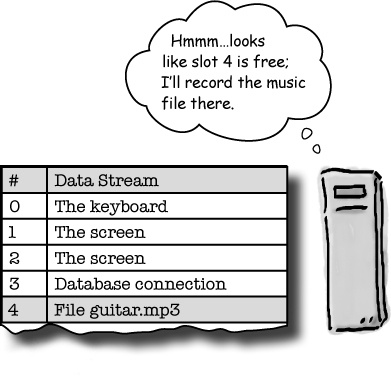 Hmmm...looks
like slot 4 is free;
I'll record the music
file there.
# Data Stream
0 The keyboard
1 The screen
2 The screen
3 Database connection
4 File guitar.mp3